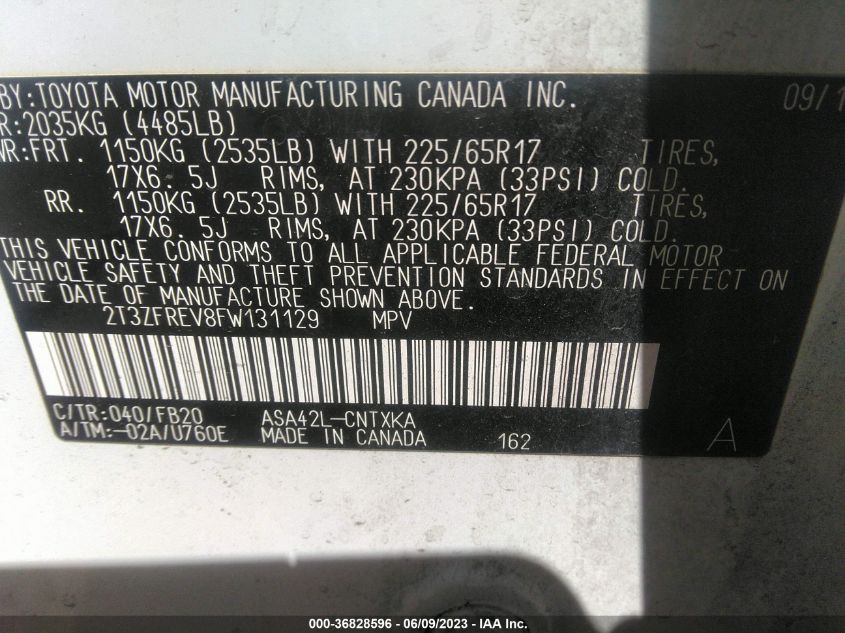 BY:TOYOTA MOTOR MANUFACTURING CANADA INC. 09/1
R:2035KG (4485LB)
WR:FRT. 1150KG (2535LB) WITH 225/65R17 TIRES,
17X6.5J RIMS, AT 230KPA (33PSI) COLD.
RR. 1150KG (2535LB) WITH 225/65R17 TIRES,
17X6.5J RIMS, AT 230KPA (33PSI) COLD.
THIS VEHICLE CONFORMS TO ALL APPLICABLE FEDERAL MOTOR
VEHICLE SAFETY AND THEFT PREVENTION STANDARDS IN EFFECT ON
THE DATE OF MANUFACTURE SHOWN ABOVE.
2T3ZFREV8FW131129 MPV
C/TR:040/FB20 ASA42L-CNTXKA
A/TM:-02A/U760E MADE IN CANADA 162 A
000-36828596 - 06/09/2023 - IAA Inc.